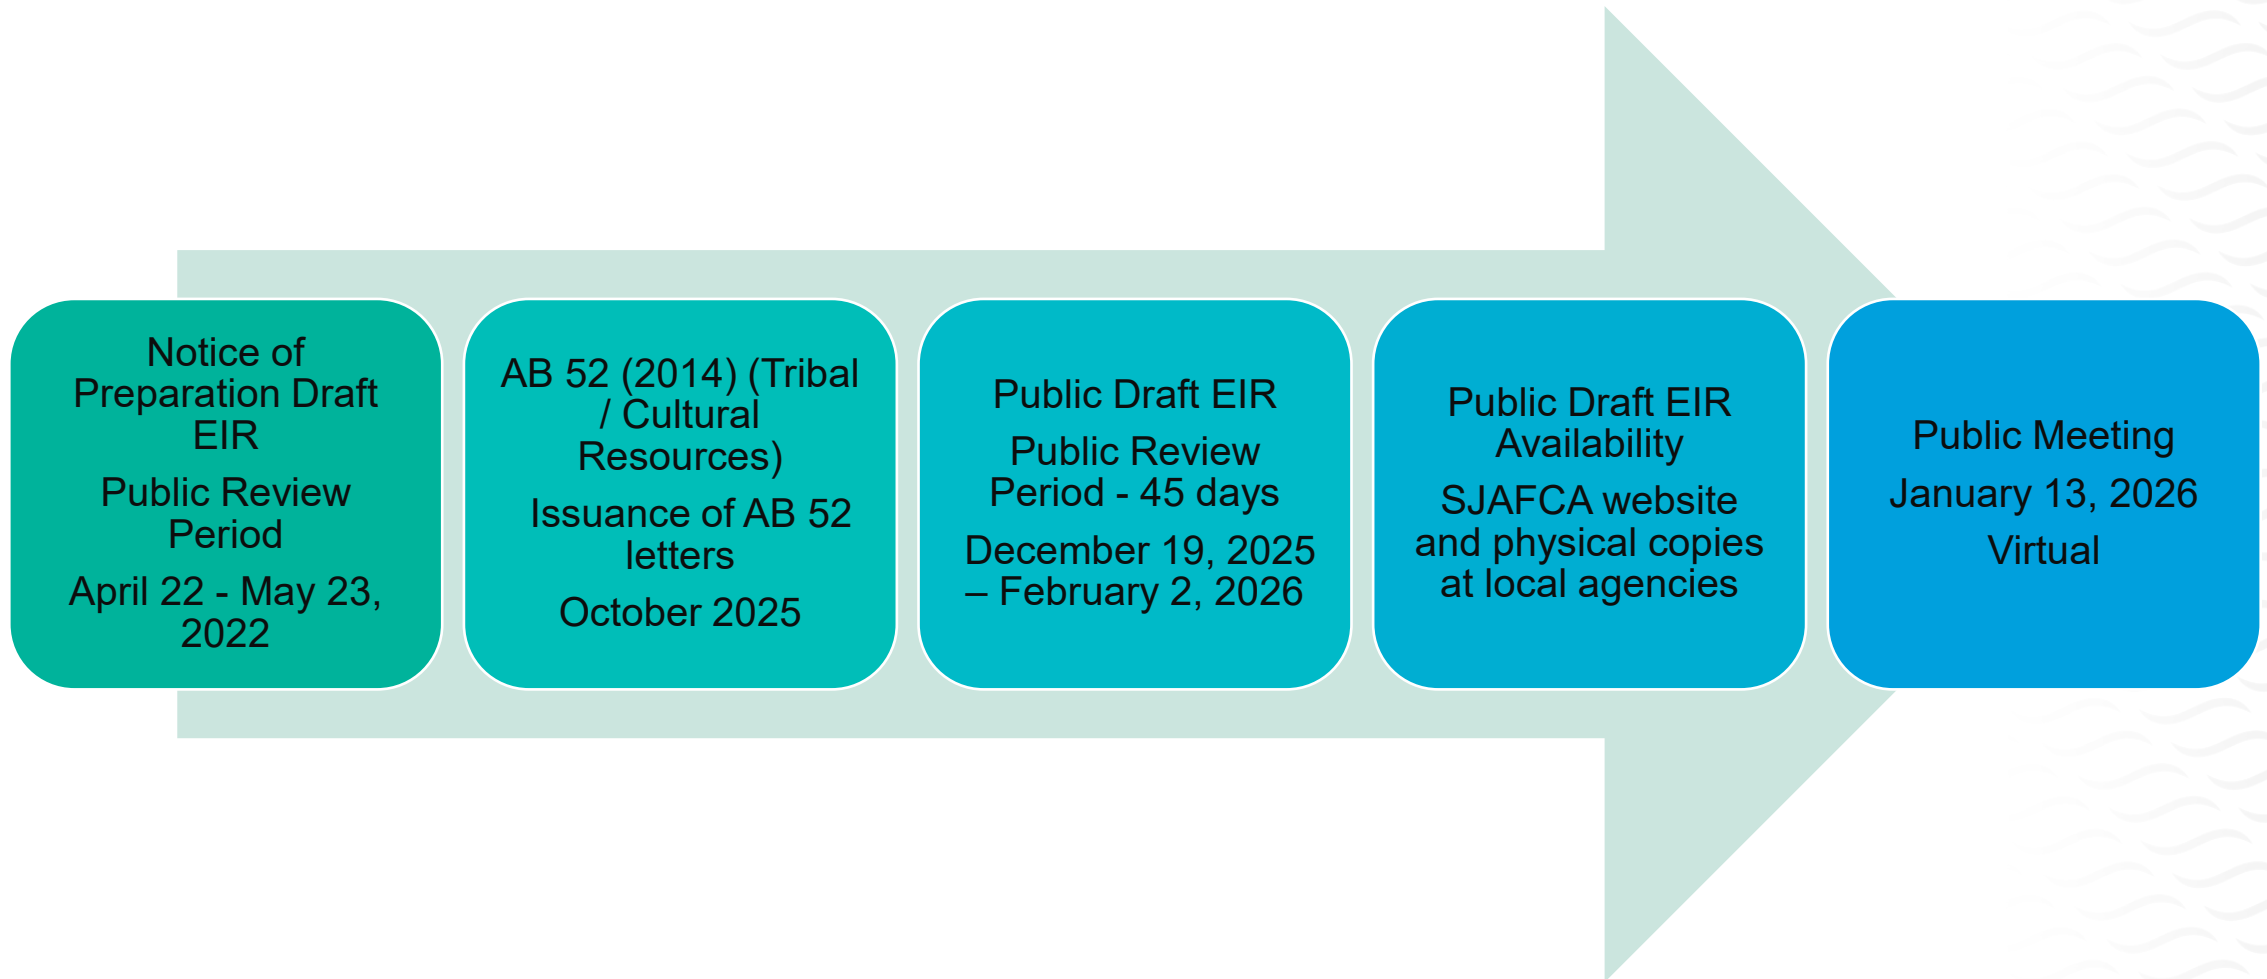 Notice of
Preparation Draft
EIR
Public Review
Period
April 22 - May 23,
2022
AB 52 (2014) (Tribal
/ Cultural
Resources)
Issuance of AB 52
letters
October 2025
Public Draft EIR
Public Review
Period - 45 days
December 19, 2025
– February 2, 2026
Public Draft EIR
Availability
SJAFCA website
and physical copies
at local agencies
Public Meeting
January 13, 2026
Virtual